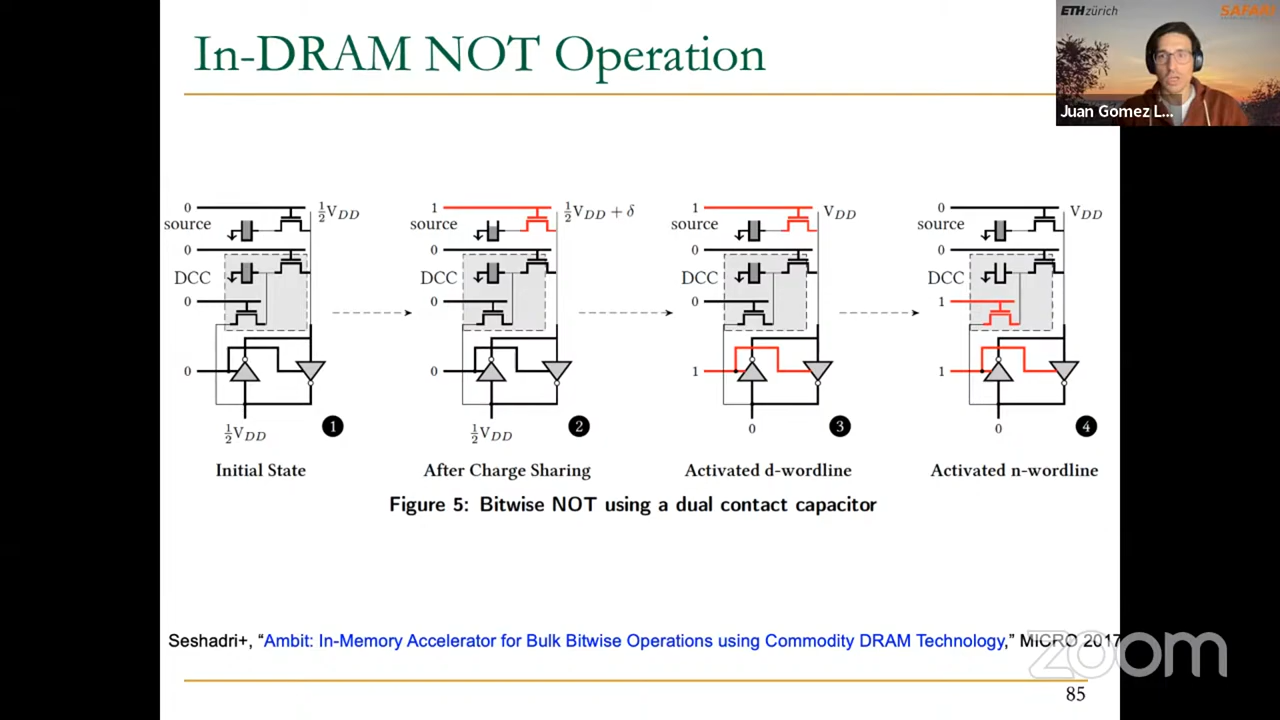 In-DRAM NOT Operation
ETH zürich
SAFARI
Juan Gomez L...
0
½VDD
source
0
DCC
0
0
½VDD
1
Initial State
1
½VDD + δ
source
0
DCC
0
0
½VDD
2
After Charge Sharing
1
VDD
source
0
DCC
0
1
0
3
Activated d-wordline
0
VDD
source
0
DCC
1
1
0
4
Activated n-wordline
Figure 5: Bitwise NOT using a dual contact capacitor
Seshadri+, “Ambit: In-Memory Accelerator for Bulk Bitwise Operations using Commodity DRAM Technology,” MICRO 2017
zoom
85